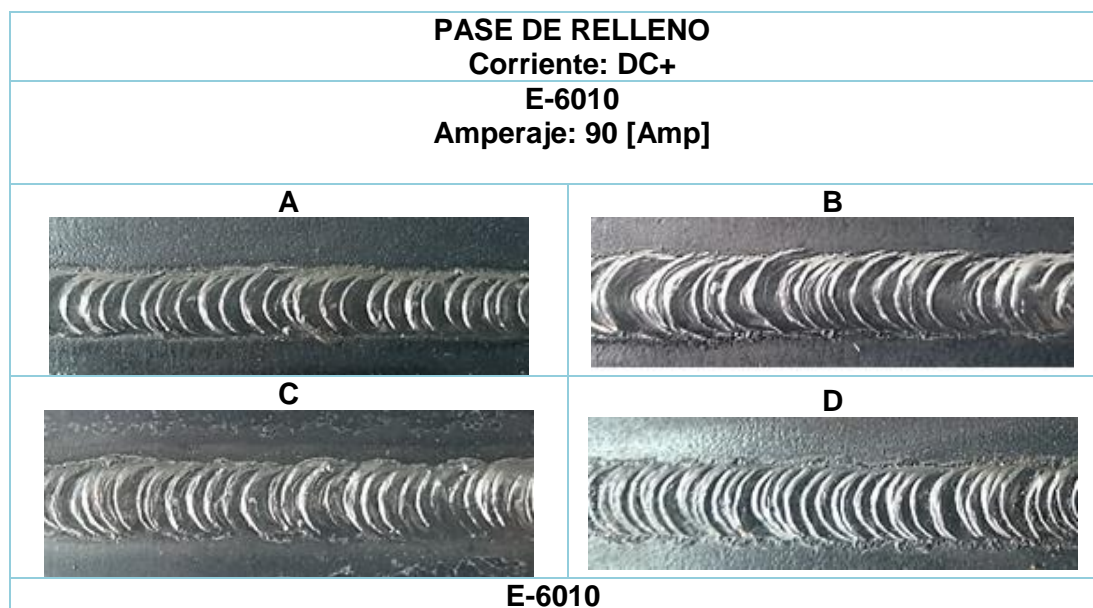 PASE DE RELLENO
Corriente: DC+
E-6010
Amperaje: 90 [Amp]
A
B
C
D
E-6010